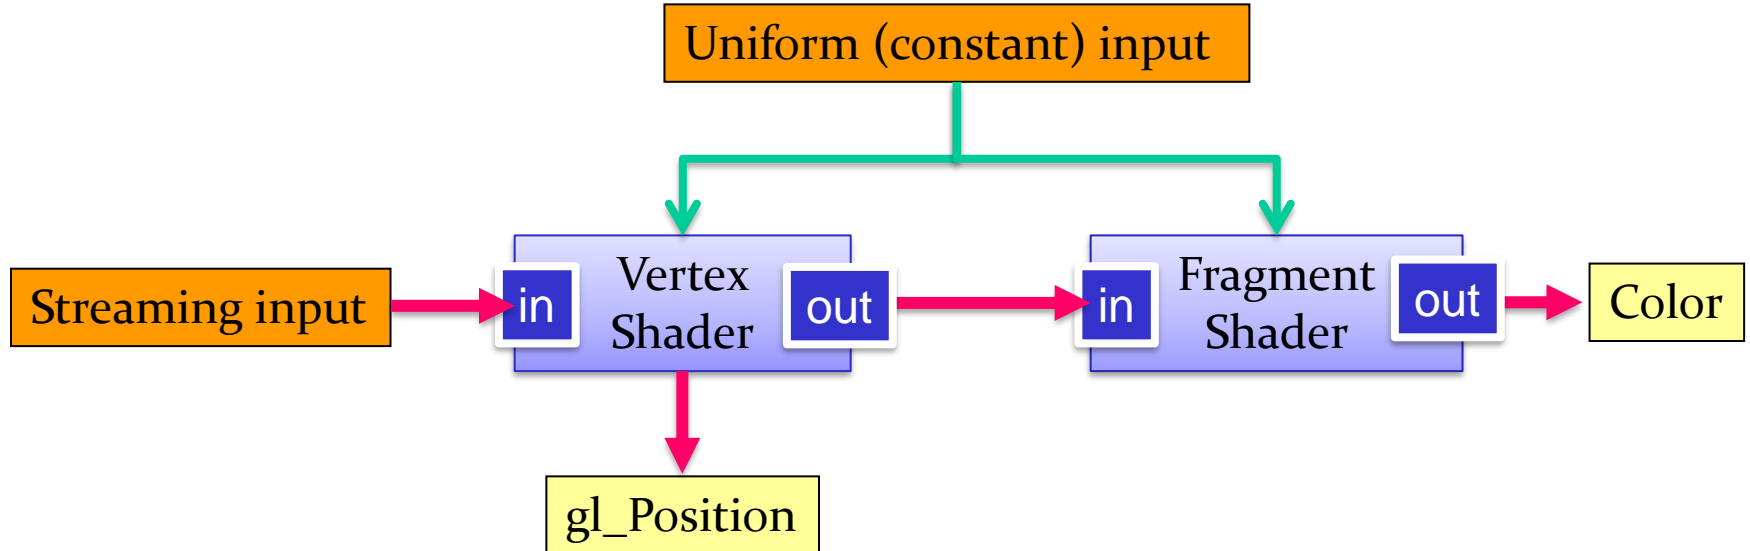 Uniform (constant) input
Streaming input
in
Vertex
Shader
out
in
Fragment
Shader
out
Color
gl_Position